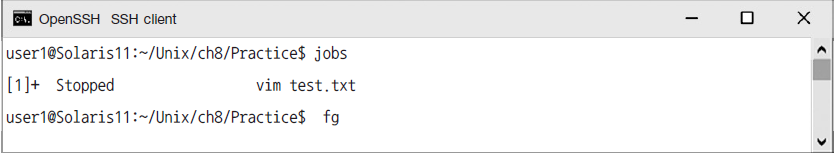 OpenSSH SSH client
user1@Solaris11:~/Unix/ch8/Practice$ jobs
[1]+  Stopped                 vim test.txt
user1@Solaris11:~/Unix/ch8/Practice$  fg